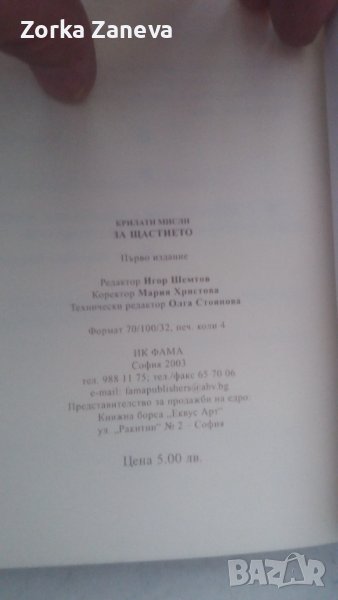 Zorka Zaneva
КРИЛАТИ МИСЛИ
ЗА ЩАСТИЕТО
Първо издание
Редактор Игор Шемтов
Коректор Мария Христова
Технически редактор Олга Стоянова
Формат 70/100/32, печ. коли 4
ИК ФАМА
София 2003
тел. 988 11 75; тел./факс 65 70 06
e-mail: famapublishers@abv.bg
Представителство за продажби на едро:
Книжна борса „Еквус Арт"
ул. „Ракитин" № 2 – София
Цена 5.00 лв.
BAZAR